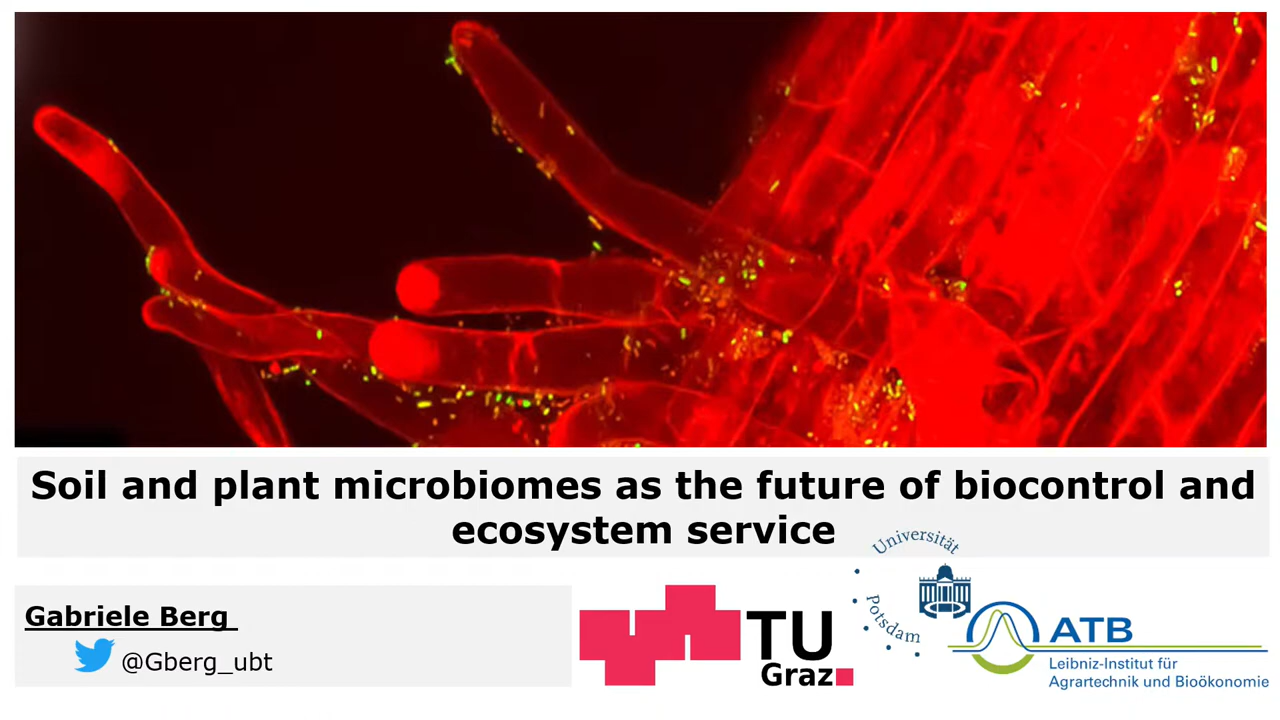 Soil and plant microbiomes as the future of biocontrol and
ecosystem service
Gabriele Berg
@Gberg_ubt
TU
Graz
Universität
Potsdam
ATB
Leibniz-Institut für
Agrartechnik und Bioökonomie